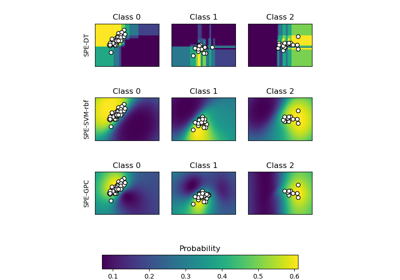 Class 0 Class 1 Class 2
SPE-DT
Class 0 Class 1 Class 2
SPE-SVM-rbf
Class 0 Class 1 Class 2
SPE-GPC
Probability
0.1 0.2 0.3 0.4 0.5 0.6